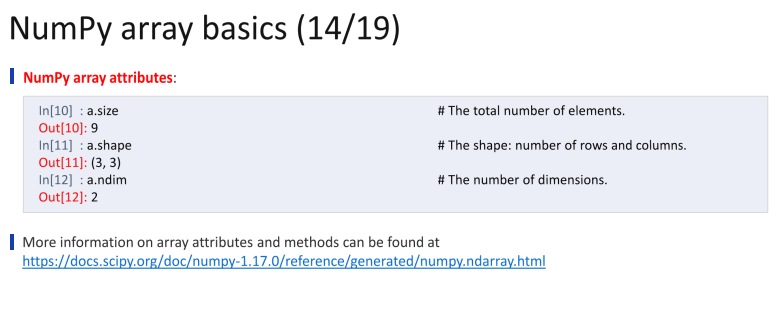 NumPy array basics (14/19)
NumPy array attributes:
In[10] : a.size # The total number of elements.
Out[10]: 9
In[11] : a.shape # The shape: number of rows and columns.
Out[11]: (3, 3)
In[12] : a.ndim # The number of dimensions.
Out[12]: 2
More information on array attributes and methods can be found at
https://docs.scipy.org/doc/numpy-1.17.0/reference/generated/numpy.ndarray.html